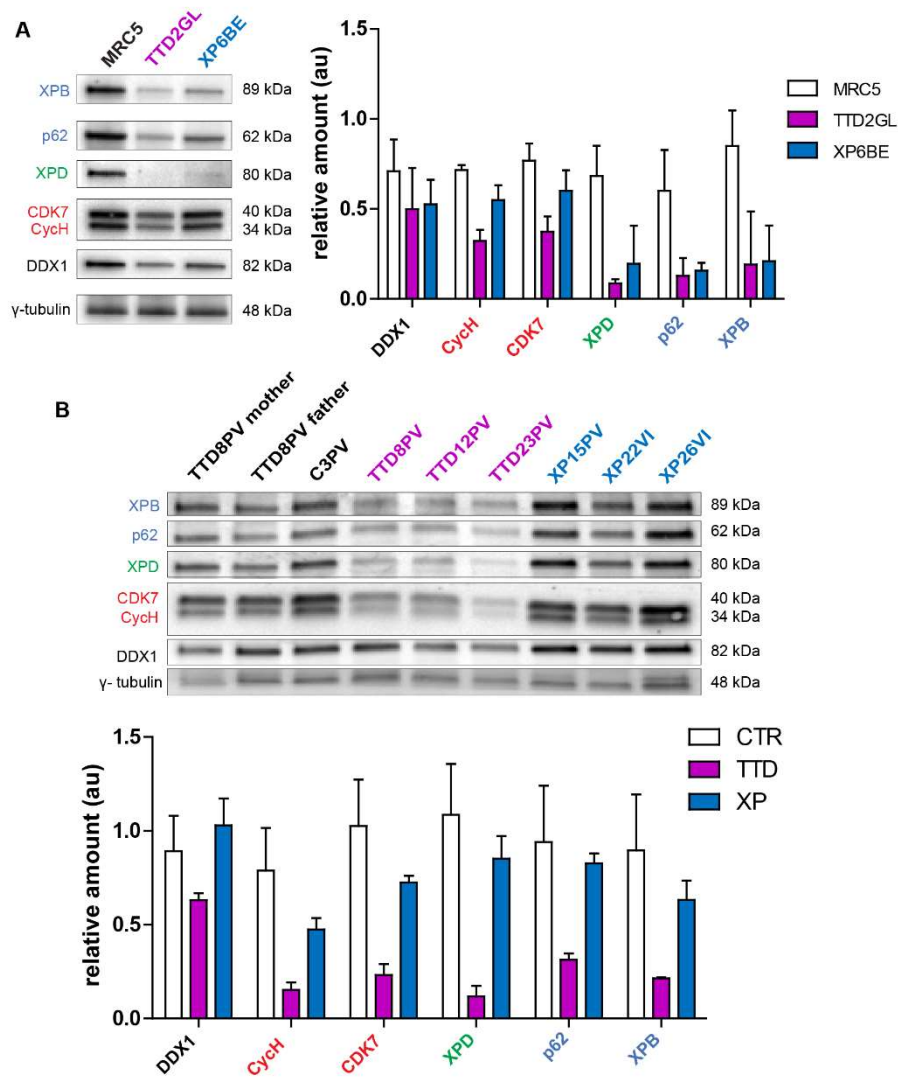 A
MRC5
TTD2GL
XP6BE
XPB
89 kDa
p62
62 kDa
XPD
80 kDa
CDK7
40 kDa
CycH
34 kDa
DDX1
82 kDa
γ-tubulin
48 kDa
relative amount (au)
1.5
1.0
0.5
0.0
DDX1
CycH
CDK7
XPD
p62
XPB
MRC5
TTD2GL
XP6BE
B
TTD8PV mother
TTD8PV father
C3PV
TTD8PV
TTD12PV
TTD23PV
XP15PV
XP22VI
XP26VI
XPB
89 kDa
p62
62 kDa
XPD
80 kDa
CDK7
40 kDa
CycH
34 kDa
DDX1
82 kDa
γ- tubulin
48 kDa
relative amount (au)
1.5
1.0
0.5
0.0
DDX1
CycH
CDK7
XPD
p62
XPB
CTR
TTD
XP